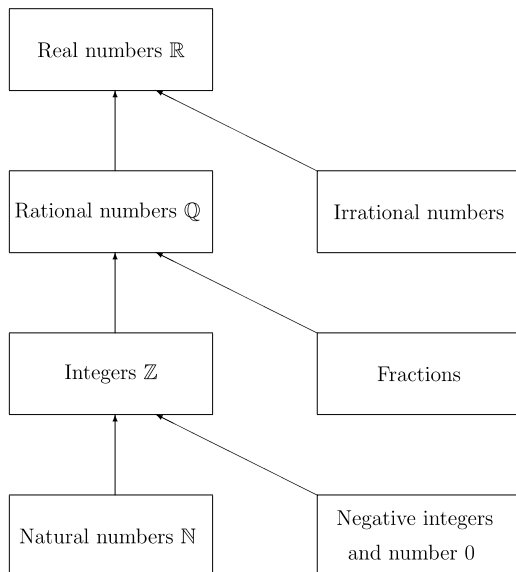 Real numbers ℝ
Rational numbers ℚ
Irrational numbers
Integers ℤ
Fractions
Natural numbers ℕ
Negative integers
and number 0